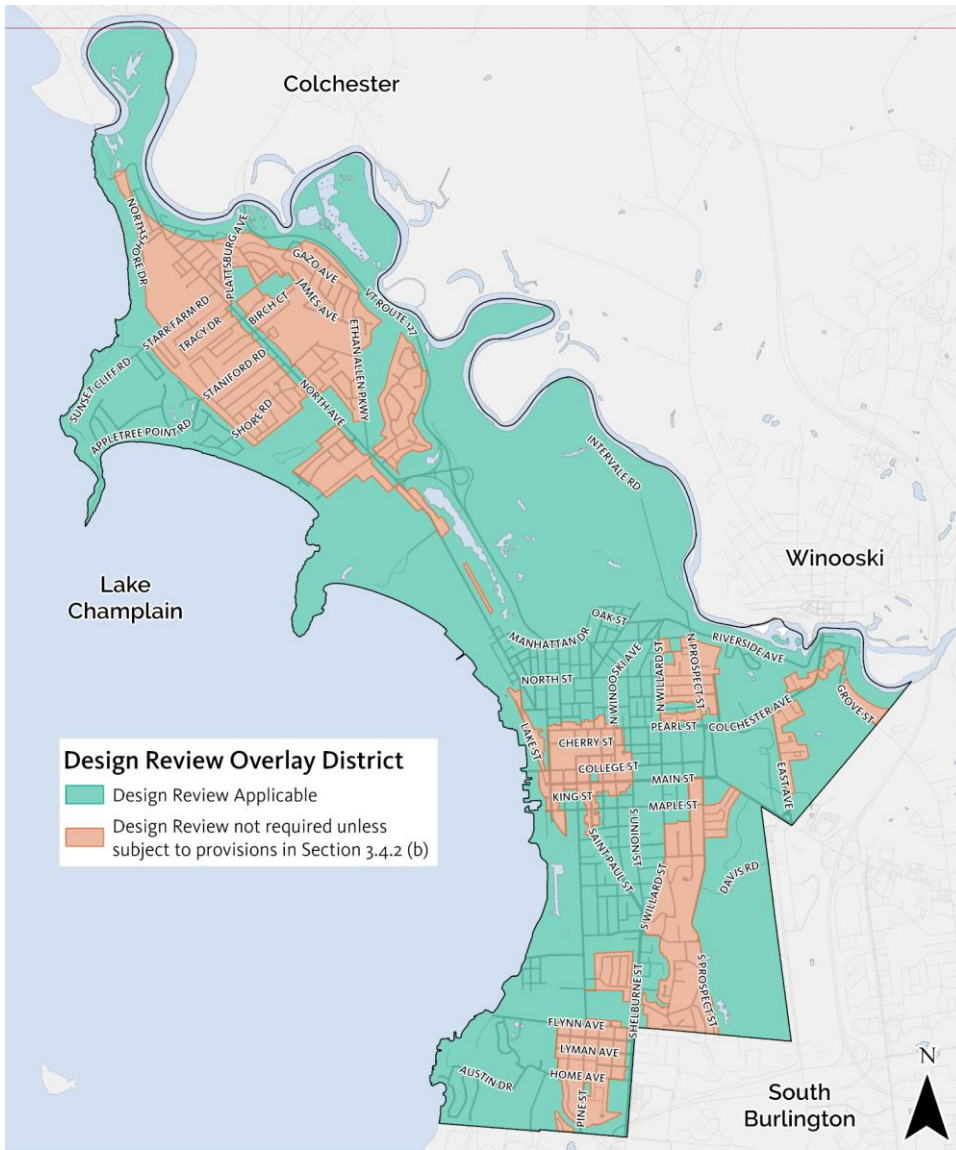 Colchester
NORTHSHORE DR
PLATTSBURG AVE
GAZO AVE
JAMES AVE
BIRCH CT
VT ROUTE 127
STARR FARM RD
TRACY DR
ETHAN ALLEN PKWY
SUNSET CLIFF RD
STANIFORD RD
NORTH AVE
SHORE RD
APPLETREE POINT RD
INTERVALE RD
Winooski
Lake
Champlain
OAK ST
MANHATTAN DR
RIVERSIDE AVE
N WINOOSKI AVE
N WILLARD ST
N PROSPECT ST
NORTH ST
GROVE ST
COLCHESTER AVE
PEARL ST
LAKE ST
CHERRY ST
COLLEGE ST
MAIN ST
EAST AVE
KING ST
MAPLE ST
Design Review Overlay District
Design Review Applicable
Design Review not required unless
subject to provisions in Section 3.4.2 (b)
S UNION ST
SAINT PAUL ST
DAVIS RD
S WILLARD ST
S PROSPECT ST
SHELBURNE ST
FLYNN AVE
LYMAN AVE
HOME AVE
AUSTIN DR
PINE ST
N
South
Burlington